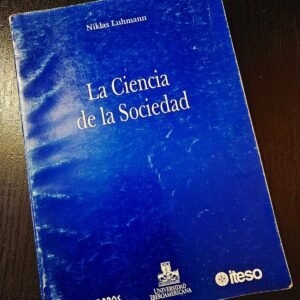 Niklas Luhmann
La Ciencia
de la Sociedad
UNIVERSIDAD
IBEROAMERICANA
iteso